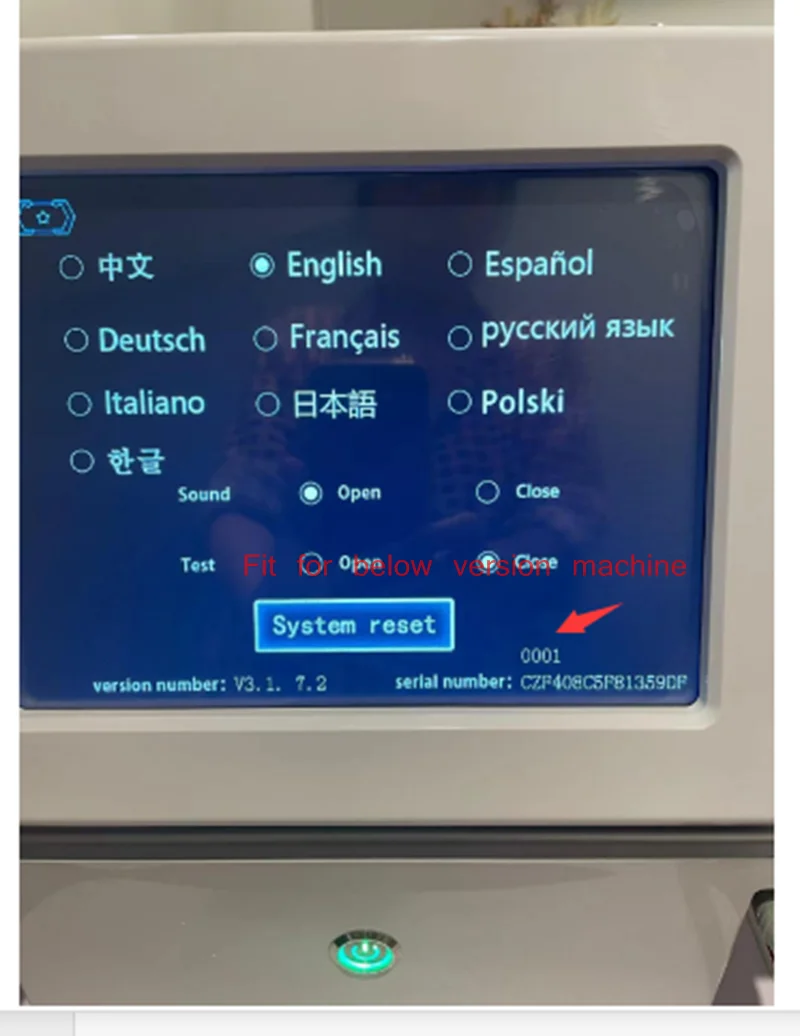 中文 English Español
Deutsch Français русский язык
Italiano 日本語 Polski
한글
Sound Open Close
Test Open Close
Fit for below version machine
System reset
0001
version number: V3.1. 7.2 serial number: CZF408C5F81359DF